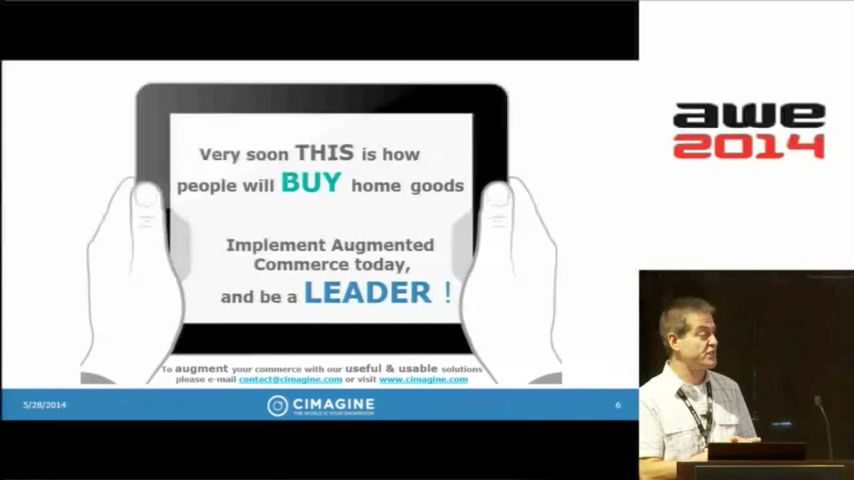 Very soon THIS is how
people will BUY home goods
Implement Augmented
Commerce today,
and be a LEADER !
To augment your commerce with our useful & usable solutions
please e-mail contact@cimagine.com or visit www.cimagine.com
5/28/2014
CIMAGINE
THE WORLD IS YOUR SHOWROOM
6
awe
2014